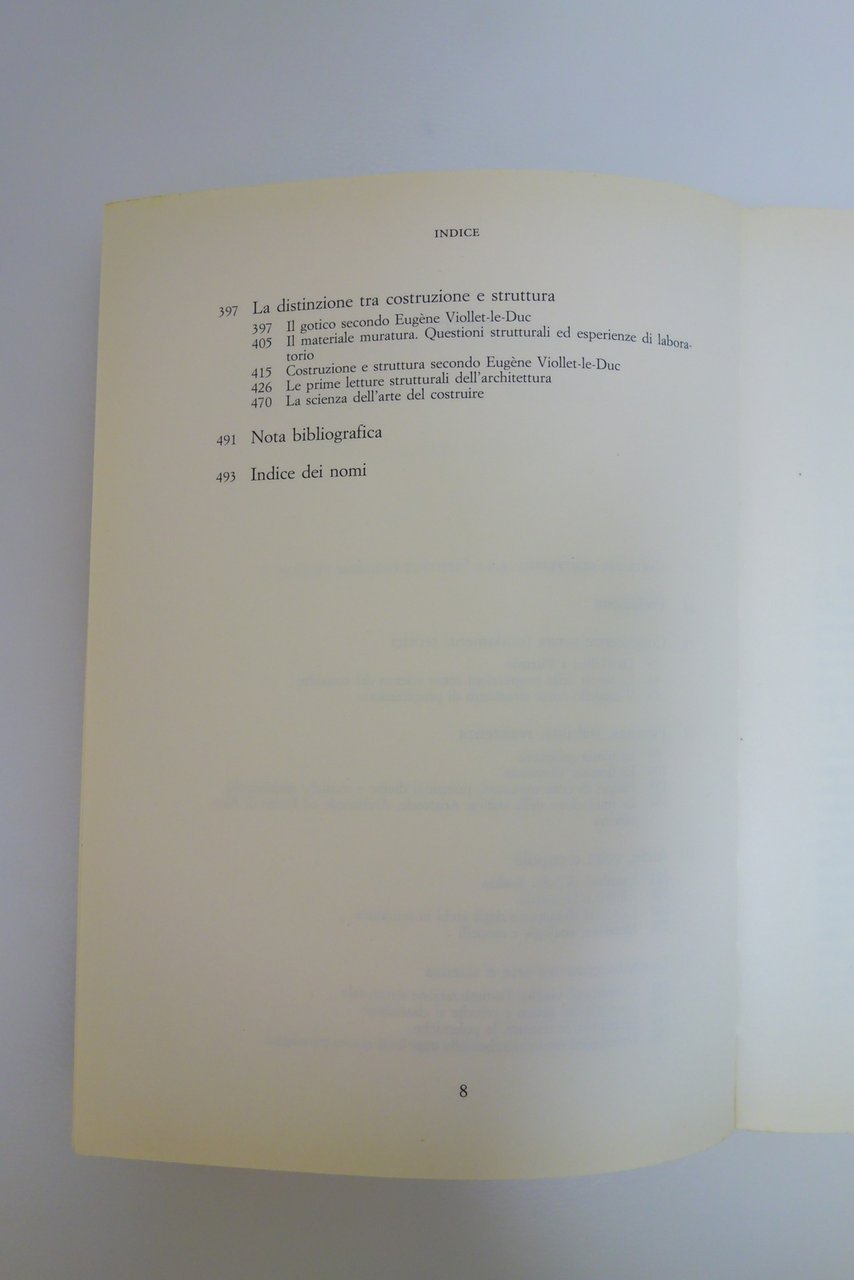 INDICE
397 La distinzione tra costruzione e struttura
397 Il gotico secondo Eugène Viollet-le-Duc
405 Il materiale muratura. Questioni strutturali ed esperienze di labora-
torio
415 Costruzione e struttura secondo Eugène Viollet-le-Duc
426 Le prime letture strutturali dell'architettura
470 La scienza dell'arte del costruire
491 Nota bibliografica
493 Indice dei nomi
8